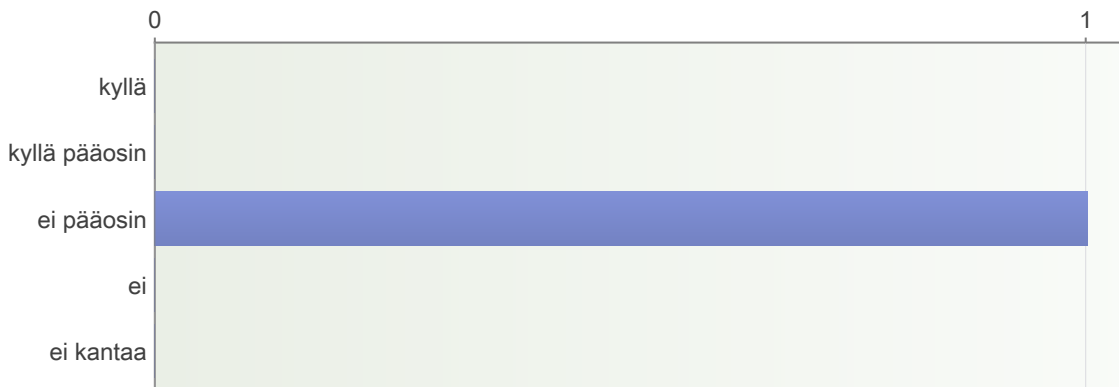 0 1
kyllä
kyllä pääosin
ei pääosin
ei
ei kantaa